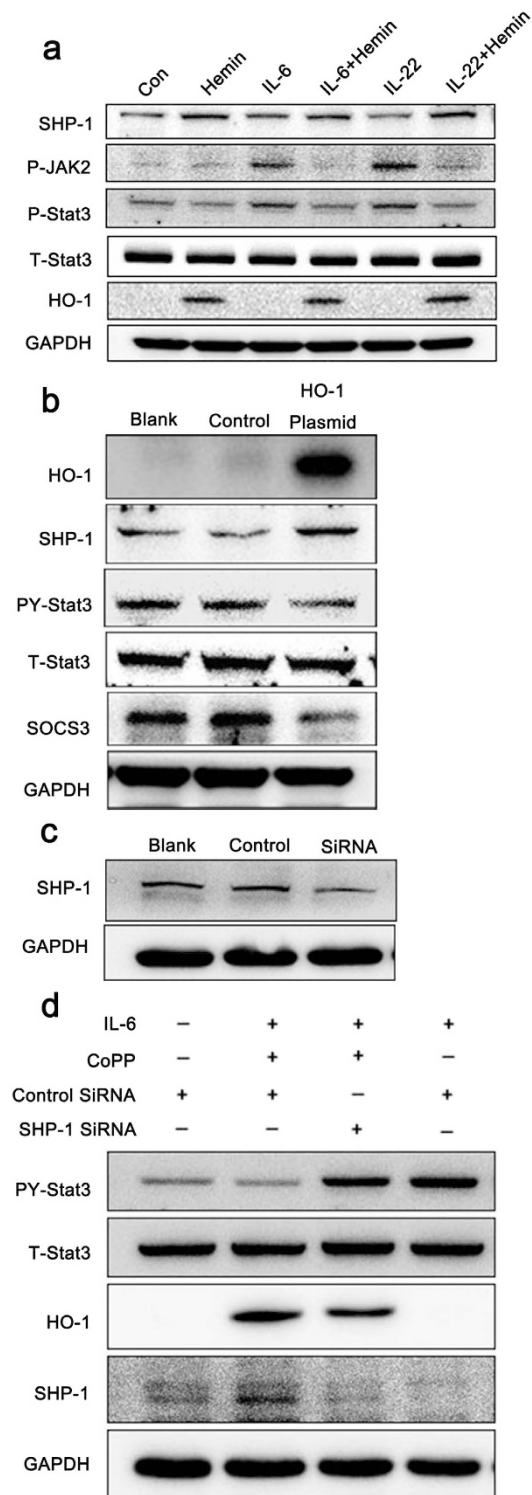 a
Con Hemin IL-6 IL-6+Hemin IL-22 IL-22+Hemin
SHP-1
P-JAK2
P-Stat3
T-Stat3
HO-1
GAPDH
b
HO-1
Blank Control Plasmid
HO-1
SHP-1
PY-Stat3
T-Stat3
SOCS3
GAPDH
c
Blank Control SiRNA
SHP-1
GAPDH
d
IL-6 − + + +
CoPP − + + −
Control SiRNA + + − +
SHP-1 SiRNA − − + −
PY-Stat3
T-Stat3
HO-1
SHP-1
GAPDH